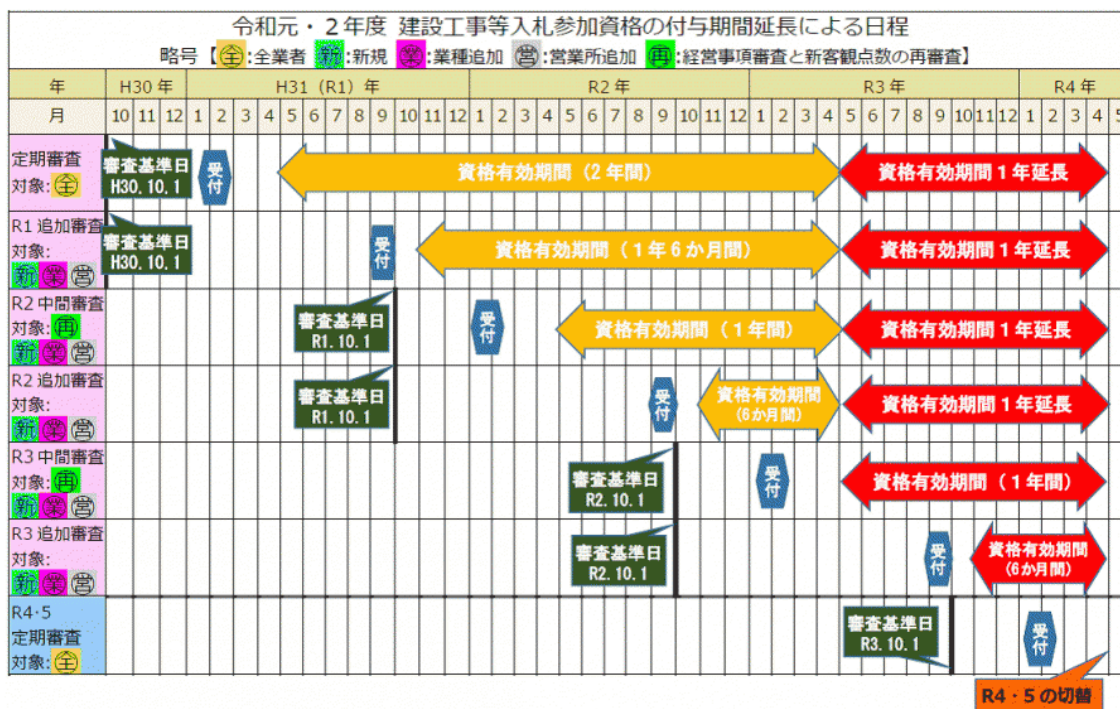 令和元・２年度 建設工事等入札参加資格の付与期間延長による日程
略号【全:全業者 新:新規 業:業種追加 営:営業所追加 再:経営事項審査と新客観点数の再審査】
年 H30年 H31（R1）年 R2年 R3年 R4年
月 10 11 12 1 2 3 4 5 6 7 8 9 10 11 12 1 2 3 4 5 6 7 8 9 10 11 12 1 2 3 4 5 6 7 8 9 10 11 12 1 2 3 4 5
定期審査
対象:全
審査基準日
H30.10.1
受付
資格有効期間（２年間）
資格有効期間１年延長
R1追加審査
対象:
新 業 営
審査基準日
H30.10.1
受付
資格有効期間（１年６か月間）
資格有効期間１年延長
R2中間審査
対象:再
新 業 営
審査基準日
R1.10.1
受付
資格有効期間（１年間）
資格有効期間１年延長
R2追加審査
対象:
新 業 営
審査基準日
R1.10.1
受付
資格有効期間
(6か月間)
資格有効期間１年延長
R3中間審査
対象:再
新 業 営
審査基準日
R2.10.1
受付
資格有効期間（１年間）
R3追加審査
対象:
新 業 営
審査基準日
R2.10.1
受付
資格有効期間
(6か月間)
R4·5
定期審査
対象:全
審査基準日
R3.10.1
受付
R4・5の切替